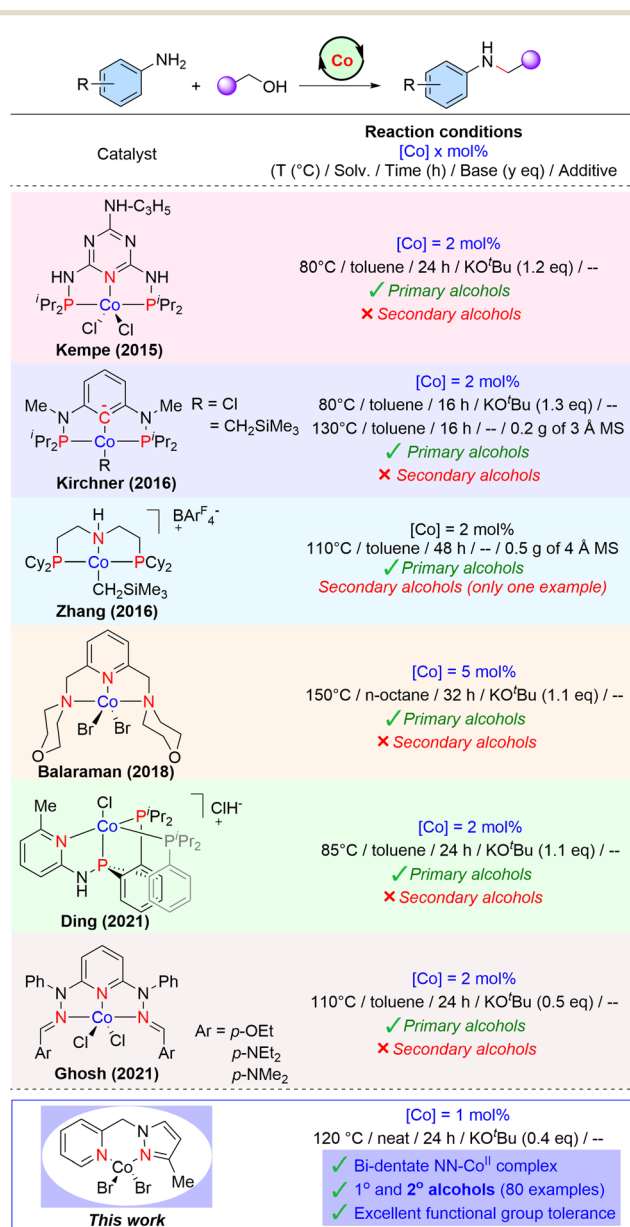 NH₂
R
+
OH
Co
H
N
R
Catalyst
Reaction conditions
[Co] x mol%
(T (°C) / Solv. / Time (h) / Base (y eq) / Additive
NH-C₃H₅
N N
HN N NH
ⁱPr₂P Co PⁱPr₂
Cl Cl
Kempe (2015)
[Co] = 2 mol%
80°C / toluene / 24 h / KOᵗBu (1.2 eq) / --
✓ Primary alcohols
× Secondary alcohols
Me N C⁻ N Me
ⁱPr₂P Co PⁱPr₂
R
R = Cl
= CH₂SiMe₃
Kirchner (2016)
[Co] = 2 mol%
80°C / toluene / 16 h / KOᵗBu (1.3 eq) / --
130°C / toluene / 16 h / -- / 0.2 g of 3 Å MS
✓ Primary alcohols
× Secondary alcohols
H
N
Cy₂P Co PCy₂
CH₂SiMe₃
+
BArF₄⁻
Zhang (2016)
[Co] = 2 mol%
110°C / toluene / 48 h / -- / 0.5 g of 4 Å MS
✓ Primary alcohols
Secondary alcohols (only one example)
N
N Co N
Br Br
O O
Balaraman (2018)
[Co] = 5 mol%
150°C / n-octane / 32 h / KOᵗBu (1.1 eq) / --
✓ Primary alcohols
× Secondary alcohols
Me
Cl
N Co PⁱPr₂
PⁱPr₂
N P
H
+
ClH⁻
Ding (2021)
[Co] = 2 mol%
85°C / toluene / 24 h / KOᵗBu (1.1 eq) / --
✓ Primary alcohols
× Secondary alcohols
Ph N N N Ph
N Co N
Cl Cl
Ar Ar
Ar = p-OEt
p-NEt₂
p-NMe₂
Ghosh (2021)
[Co] = 2 mol%
110°C / toluene / 24 h / KOᵗBu (0.5 eq) / --
✓ Primary alcohols
× Secondary alcohols
N
N N
Co
Br Br
Me
This work
[Co] = 1 mol%
120 °C / neat / 24 h / KOᵗBu (0.4 eq) / --
✓ Bi-dentate NN-Coᴵᴵ complex
✓ 1º and 2º alcohols (80 examples)
✓ Excellent functional group tolerance